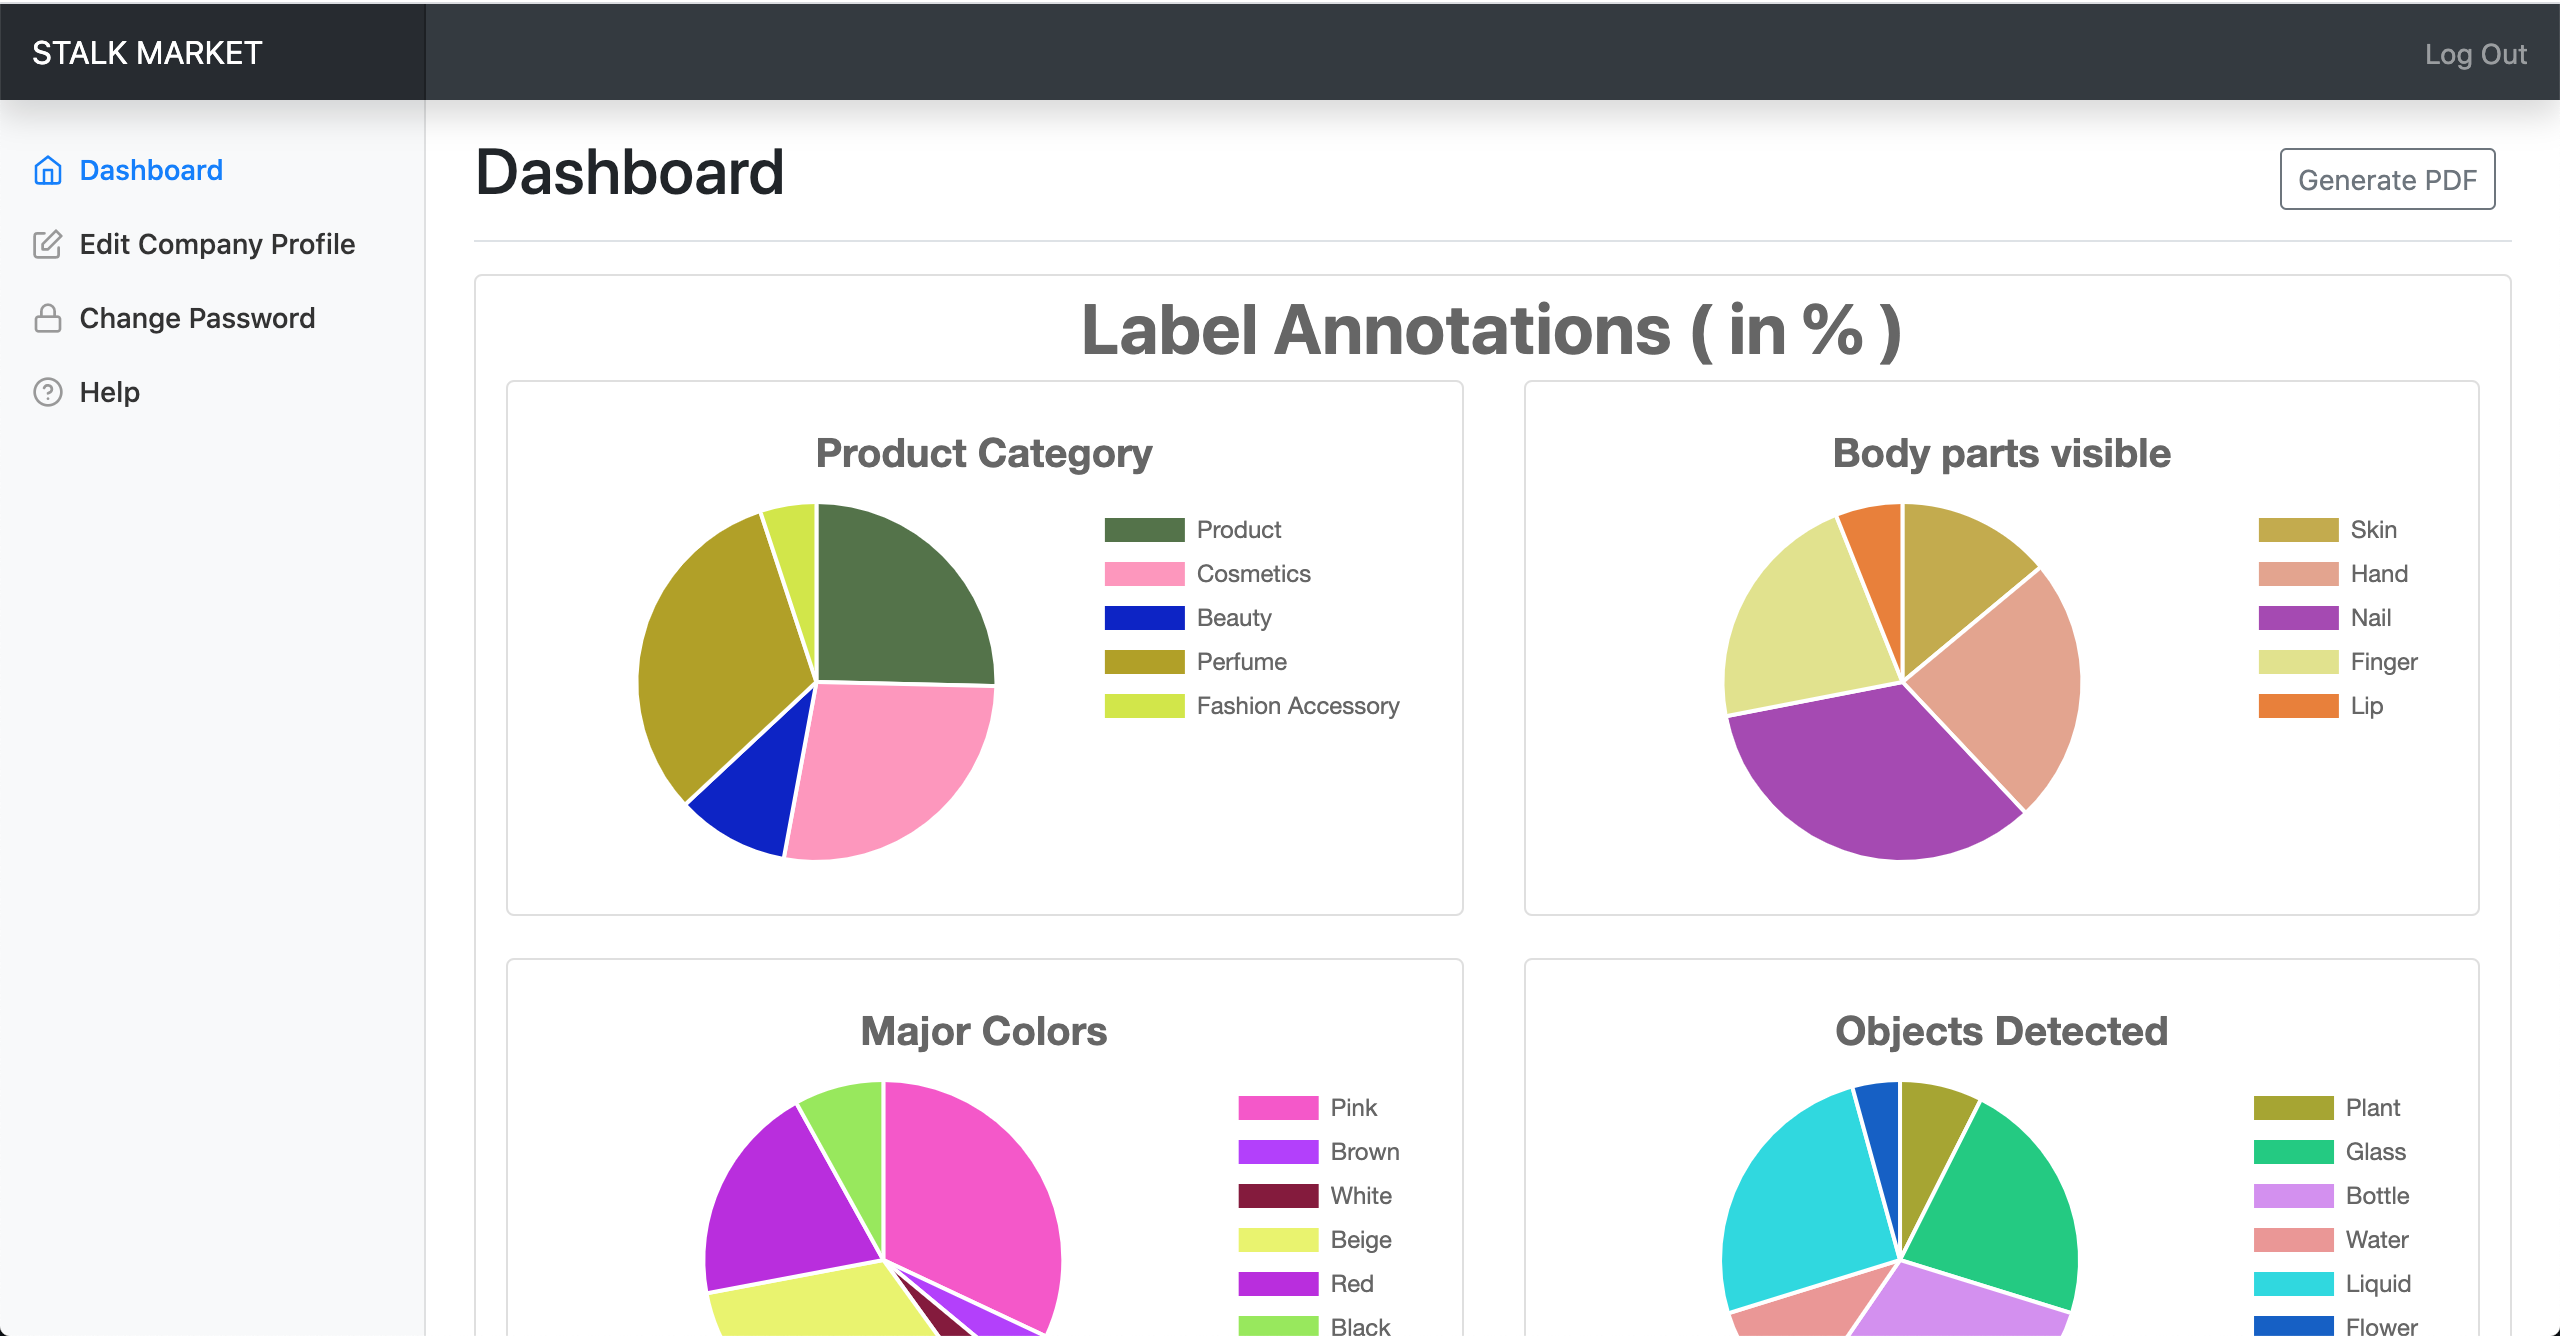 STALK MARKET
Log Out
Dashboard
Edit Company Profile
Change Password
Help
Dashboard
Generate PDF
Label Annotations ( in % )
Product Category
Product
Cosmetics
Beauty
Perfume
Fashion Accessory
Body parts visible
Skin
Hand
Nail
Finger
Lip
Major Colors
Pink
Brown
White
Beige
Red
Black
Objects Detected
Plant
Glass
Bottle
Water
Liquid
Flower